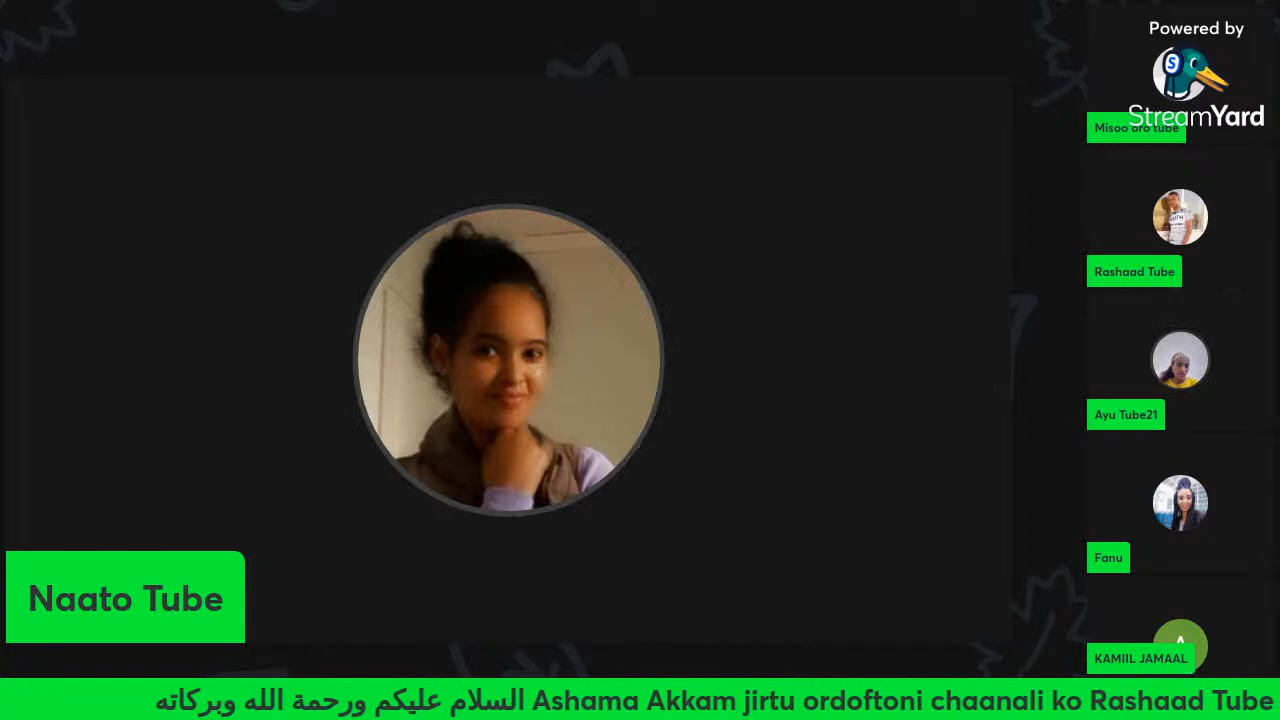 Powered by
StreamYard
Misoo oro tube
Rashaad Tube
Ayu Tube21
Fanu
A
KAMIIL JAMAAL
Naato Tube
السلام عليكم ورحمة الله وبركاته Ashama Akkam jirtu ordoftoni chaanali ko Rashaad Tube